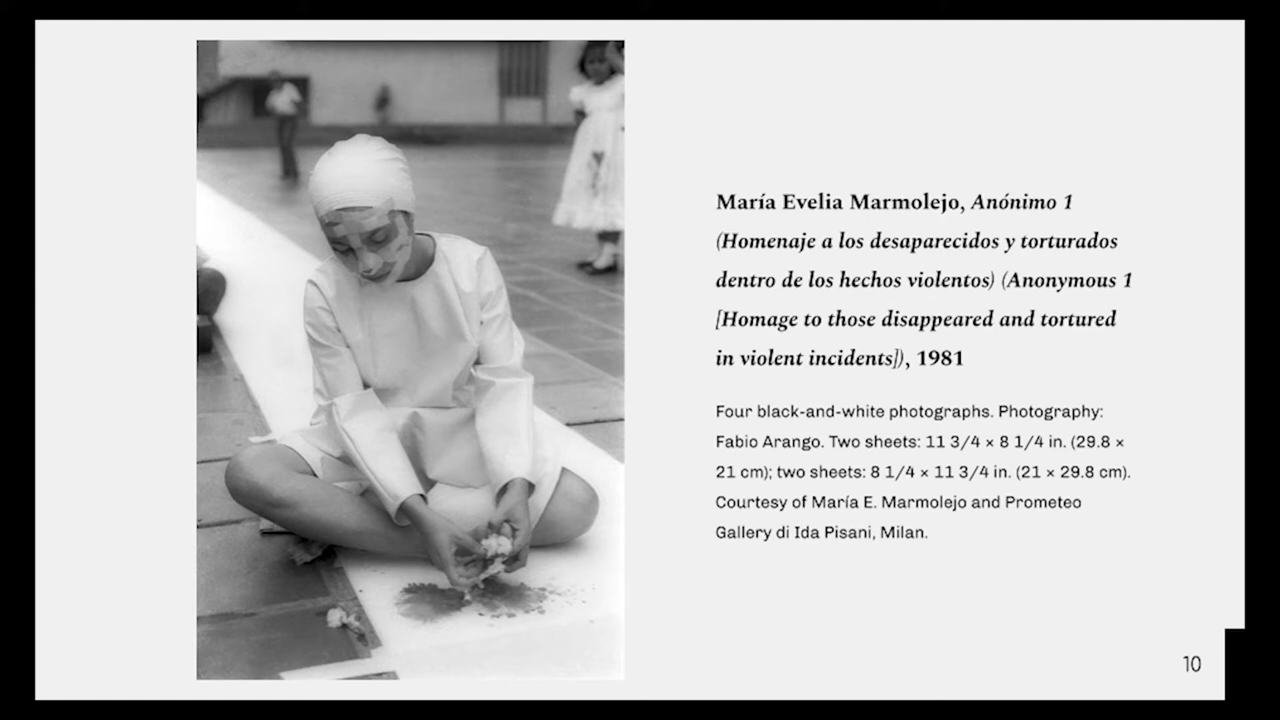 María Evelia Marmolejo, Anónimo 1
(Homenaje a los desaparecidos y torturados
dentro de los hechos violentos) (Anonymous 1
[Homage to those disappeared and tortured
in violent incidents]), 1981
Four black-and-white photographs. Photography:
Fabio Arango. Two sheets: 11 3/4 × 8 1/4 in. (29.8 ×
21 cm); two sheets: 8 1/4 × 11 3/4 in. (21 × 29.8 cm).
Courtesy of María E. Marmolejo and Prometeo
Gallery di Ida Pisani, Milan.
10